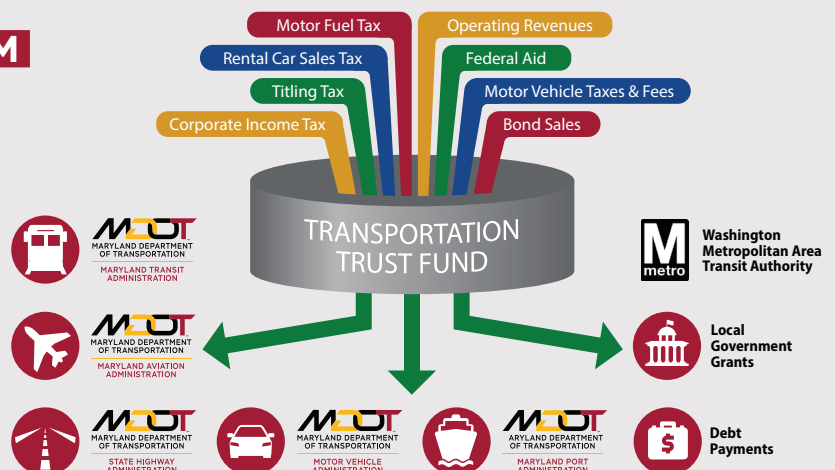 M
Motor Fuel Tax
Operating Revenues
Rental Car Sales Tax
Federal Aid
Titling Tax
Motor Vehicle Taxes & Fees
Corporate Income Tax
Bond Sales
TRANSPORTATION
TRUST FUND
MDOT
MARYLAND DEPARTMENT
OF TRANSPORTATION
MARYLAND TRANSIT
ADMINISTRATION
M
metro
Washington
Metropolitan Area
Transit Authority
MDOT
MARYLAND DEPARTMENT
OF TRANSPORTATION
MARYLAND AVIATION
ADMINISTRATION
Local
Government
Grants
MDOT
MARYLAND DEPARTMENT
OF TRANSPORTATION
STATE HIGHWAY
ADMINISTRATION
MDOT
MARYLAND DEPARTMENT
OF TRANSPORTATION
MOTOR VEHICLE
ADMINISTRATION
MDOT
ARYLAND DEPARTMENT
OF TRANSPORTATION
MARYLAND PORT
ADMINISTRATION
$
Debt
Payments